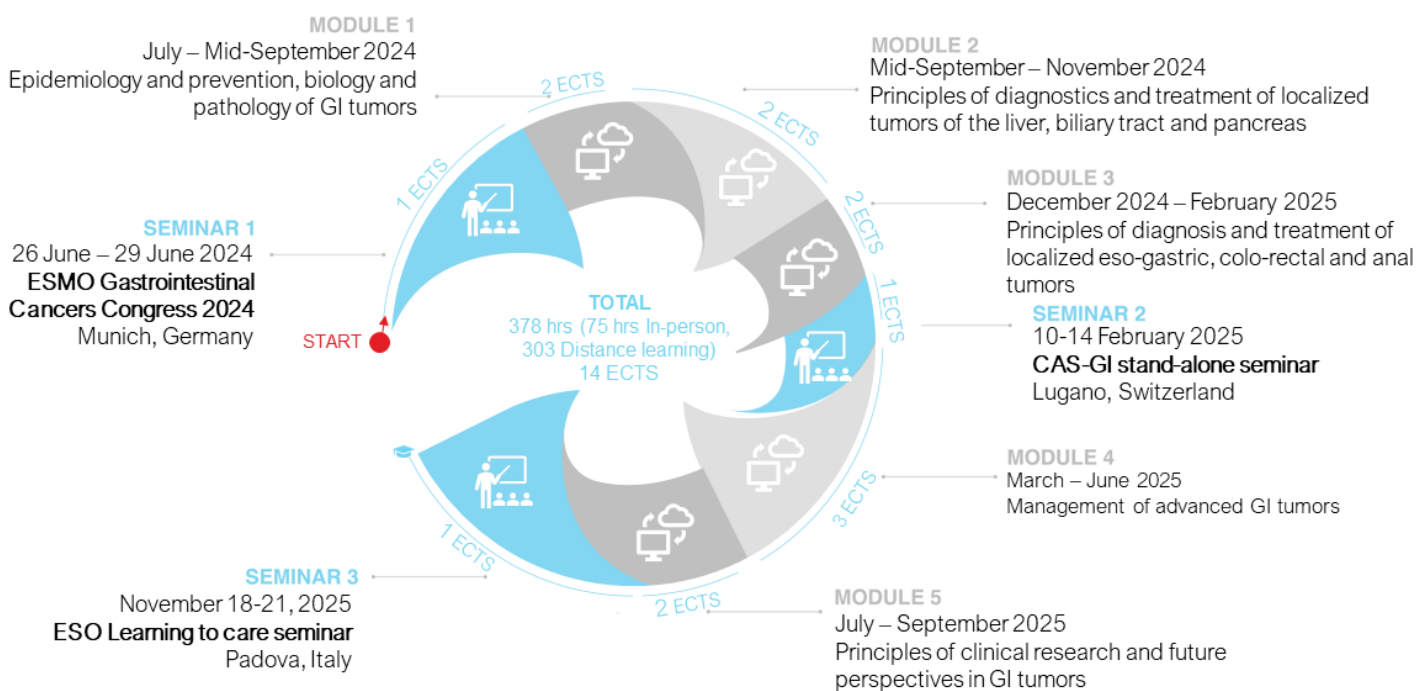 MODULE 1
July – Mid-September 2024
Epidemiology and prevention, biology and
pathology of GI tumors
2 ECTS
MODULE 2
Mid-September – November 2024
Principles of diagnostics and treatment of localized
tumors of the liver, biliary tract and pancreas
2 ECTS
MODULE 3
December 2024 – February 2025
Principles of diagnosis and treatment of
localized eso-gastric, colo-rectal and anal
tumors
2 ECTS
1 ECTS
SEMINAR 1
26 June – 29 June 2024
ESMO Gastrointestinal
Cancers Congress 2024
Munich, Germany
START
TOTAL
378 hrs (75 hrs In-person,
303 Distance learning)
14 ECTS
1 ECTS
SEMINAR 2
10-14 February 2025
CAS-GI stand-alone seminar
Lugano, Switzerland
MODULE 4
March – June 2025
Management of advanced GI tumors
3 ECTS
1 ECTS
SEMINAR 3
November 18-21, 2025
ESO Learning to care seminar
Padova, Italy
2 ECTS
MODULE 5
July – September 2025
Principles of clinical research and future
perspectives in GI tumors